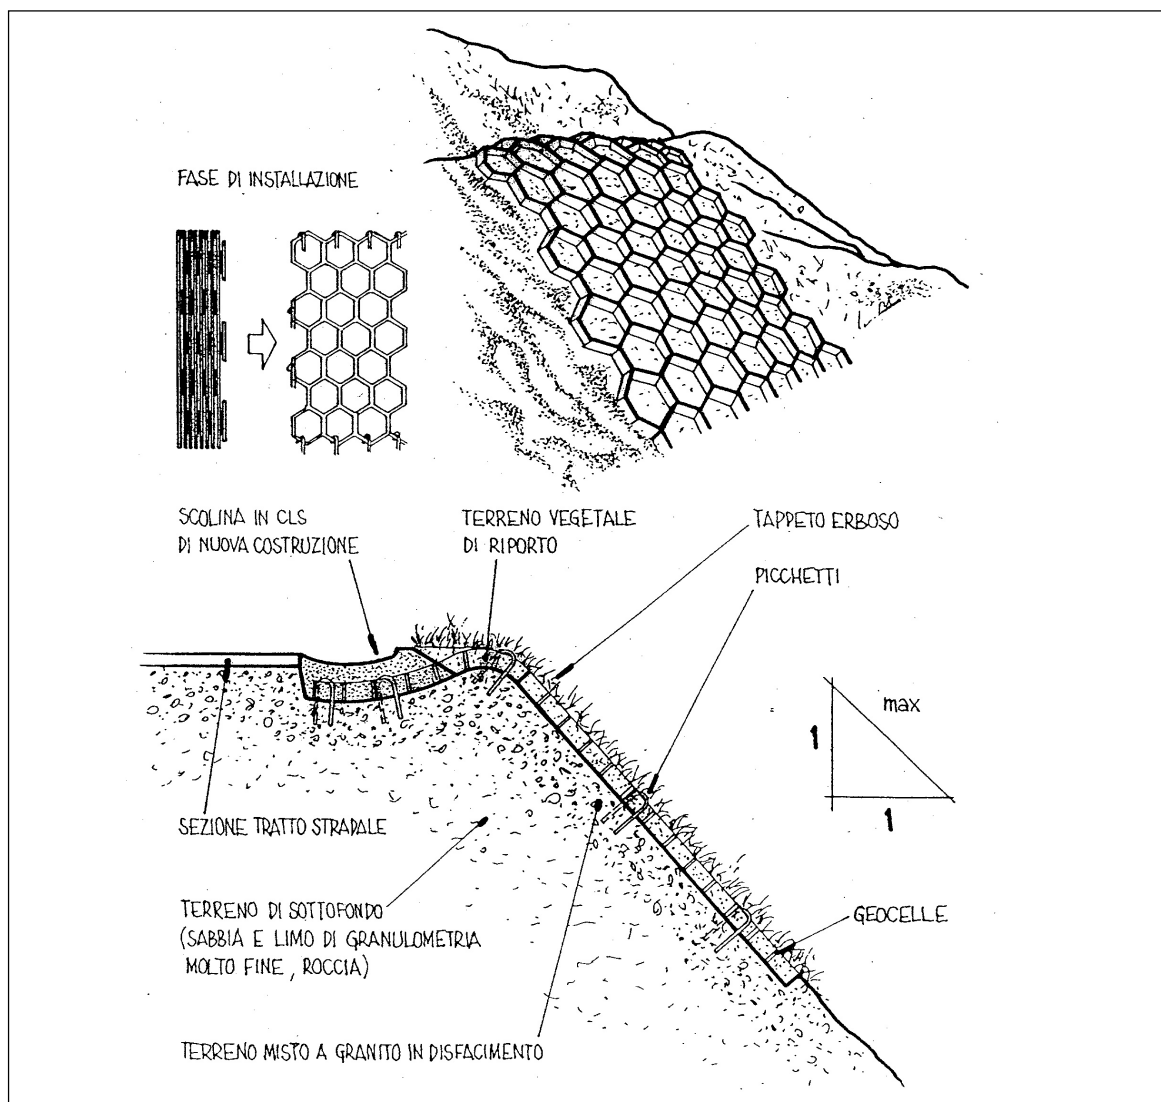 FASE DI INSTALLAZIONE
SCOLINA IN CLS
DI NUOVA COSTRUZIONE
TERRENO VEGETALE
DI RIPORTO
TAPPETO ERBOSO
PICCHETTI
max
1
1
SEZIONE TRATTO STRADALE
TERRENO DI SOTTOFONDO
(SABBIA E LIMO DI GRANULOMETRIA
MOLTO FINE, ROCCIA)
GEOCELLE
TERRENO MISTO A GRANITO IN DISFACIMENTO